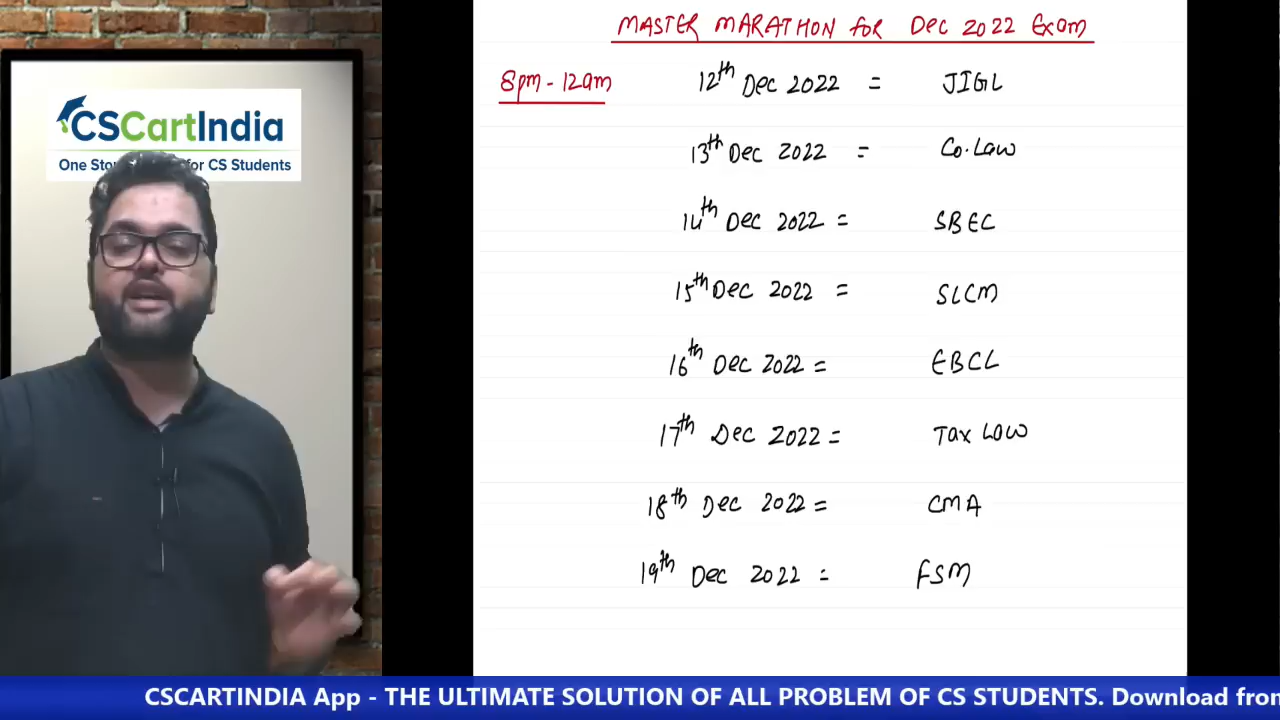 CSCartIndia
One Sto for CS Students
MASTER MARATHON for DEC 2022 Exam
8pm - 12am
12th Dec 2022 = JIGL
13th Dec 2022 = Co. Law
14th Dec 2022 = SBEC
15th Dec 2022 = SLCM
16th Dec 2022 = EBCL
17th Dec 2022 = Tax Law
18th Dec 2022 = CMA
19th Dec 2022 = FSM
CSCARTINDIA App - THE ULTIMATE SOLUTION OF ALL PROBLEM OF CS STUDENTS. Download from